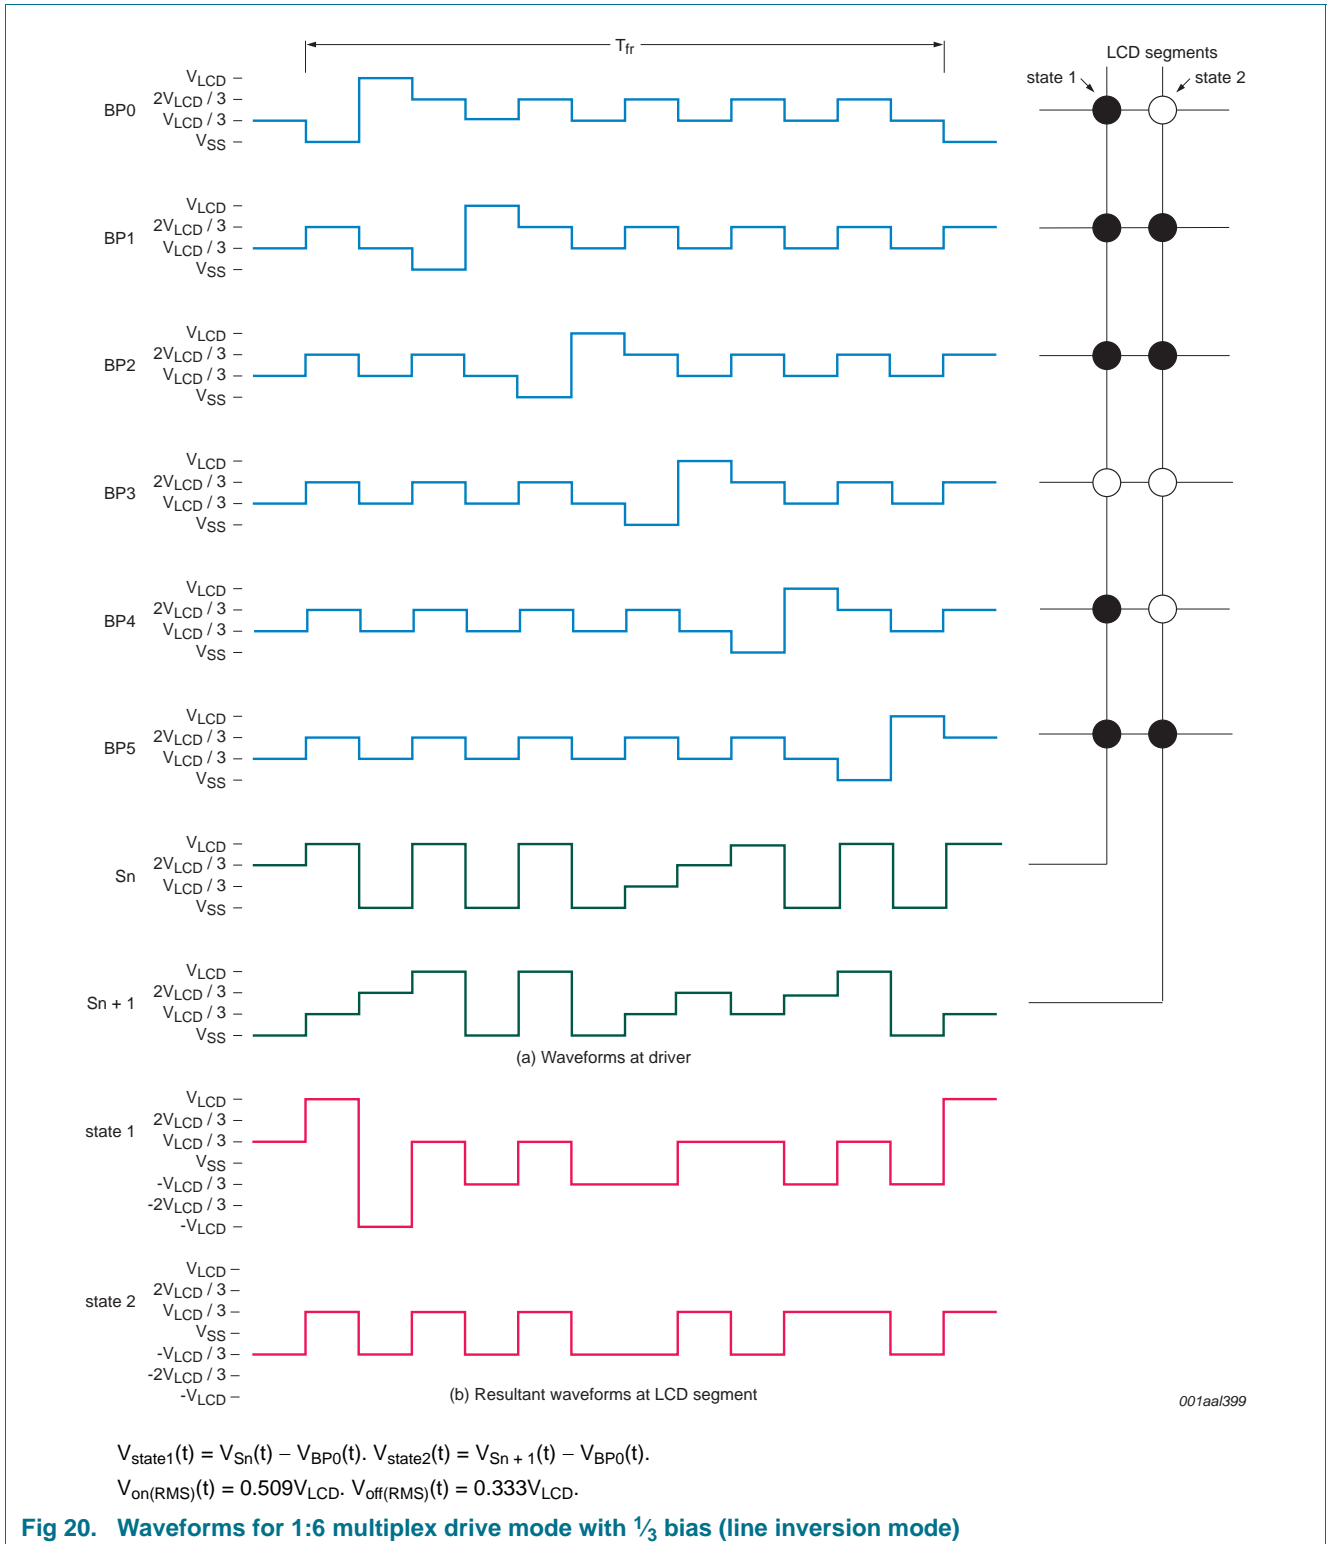 Tfr
LCD segments
state 1
state 2
BP0
VLCD
2VLCD / 3
VLCD / 3
VSS
BP1
VLCD
2VLCD / 3
VLCD / 3
VSS
BP2
VLCD
2VLCD / 3
VLCD / 3
VSS
BP3
VLCD
2VLCD / 3
VLCD / 3
VSS
BP4
VLCD
2VLCD / 3
VLCD / 3
VSS
BP5
VLCD
2VLCD / 3
VLCD / 3
VSS
Sn
VLCD
2VLCD / 3
VLCD / 3
VSS
Sn + 1
VLCD
2VLCD / 3
VLCD / 3
VSS
(a) Waveforms at driver
state 1
VLCD
2VLCD / 3
VLCD / 3
VSS
-VLCD / 3
-2VLCD / 3
-VLCD
state 2
VLCD
2VLCD / 3
VLCD / 3
VSS
-VLCD / 3
-2VLCD / 3
-VLCD
(b) Resultant waveforms at LCD segment
001aal399
Vstate1(t) = VSn(t) − VBP0(t). Vstate2(t) = VSn + 1(t) − VBP0(t).
Von(RMS)(t) = 0.509VLCD. Voff(RMS)(t) = 0.333VLCD.
Fig 20. Waveforms for 1:6 multiplex drive mode with 1⁄3 bias (line inversion mode)